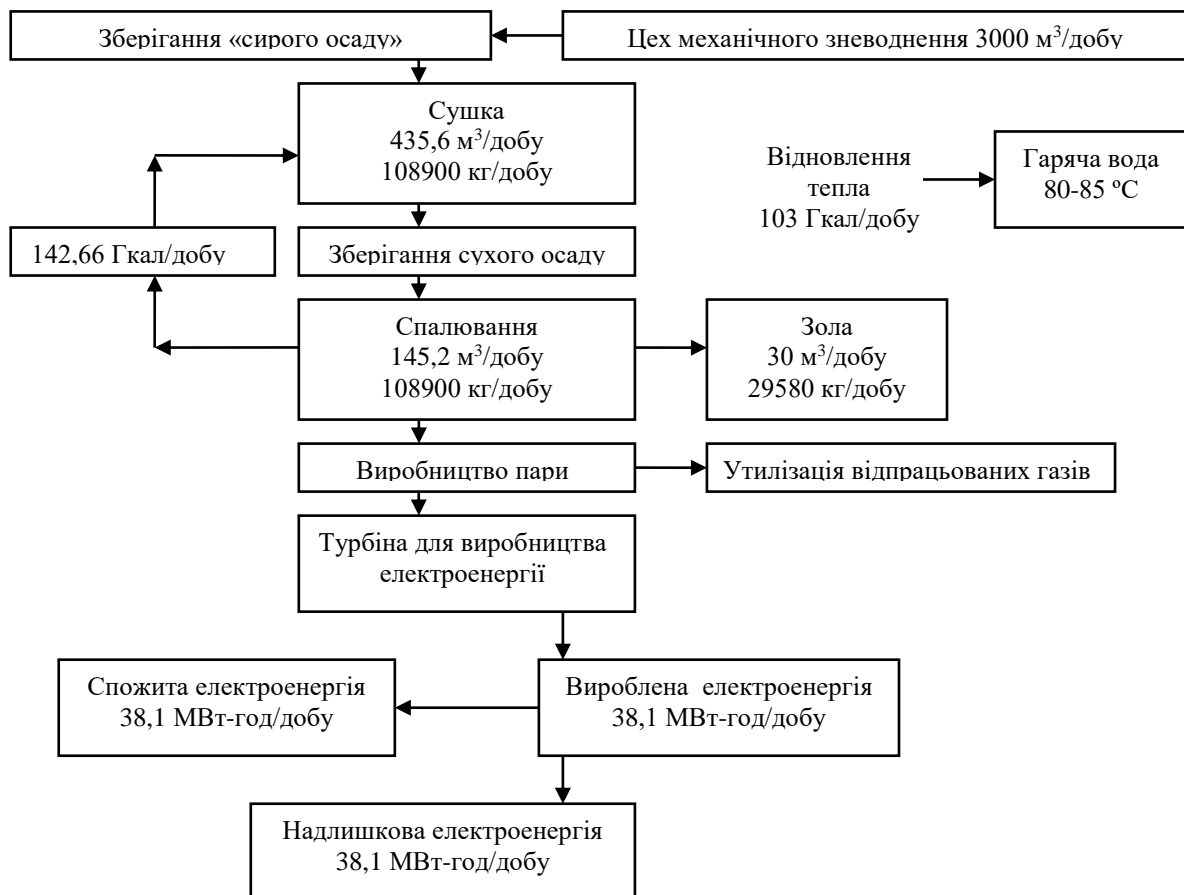 Зберігання «сирого осаду»
Цех механічного зневоднення 3000 м³/добу
Сушка
435,6 м³/добу
108900 кг/добу
Відновлення
тепла
103 Гкал/добу
Гаряча вода
80-85 ºС
142,66 Гкал/добу
Зберігання сухого осаду
Спалювання
145,2 м³/добу
108900 кг/добу
Зола
30 м³/добу
29580 кг/добу
Виробництво пари
Утилізація відпрацьованих газів
Турбіна для виробництва
електроенергії
Спожита електроенергія
38,1 МВт-год/добу
Вироблена електроенергія
38,1 МВт-год/добу
Надлишкова електроенергія
38,1 МВт-год/добу